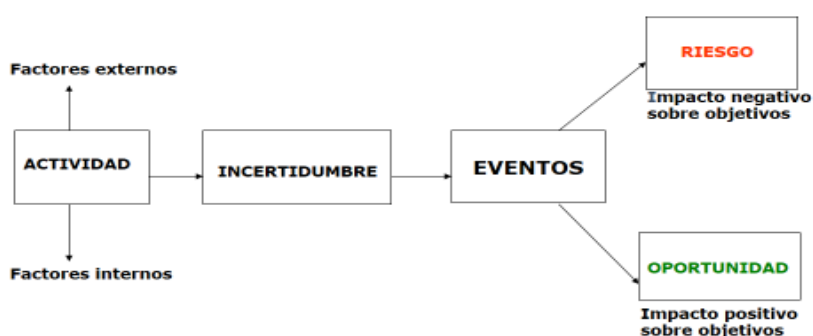 RIESGO
Factores externos
Impacto negativo
sobre objetivos
ACTIVIDAD
INCERTIDUMBRE
EVENTOS
Factores internos
OPORTUNIDAD
Impacto positivo
sobre objetivos